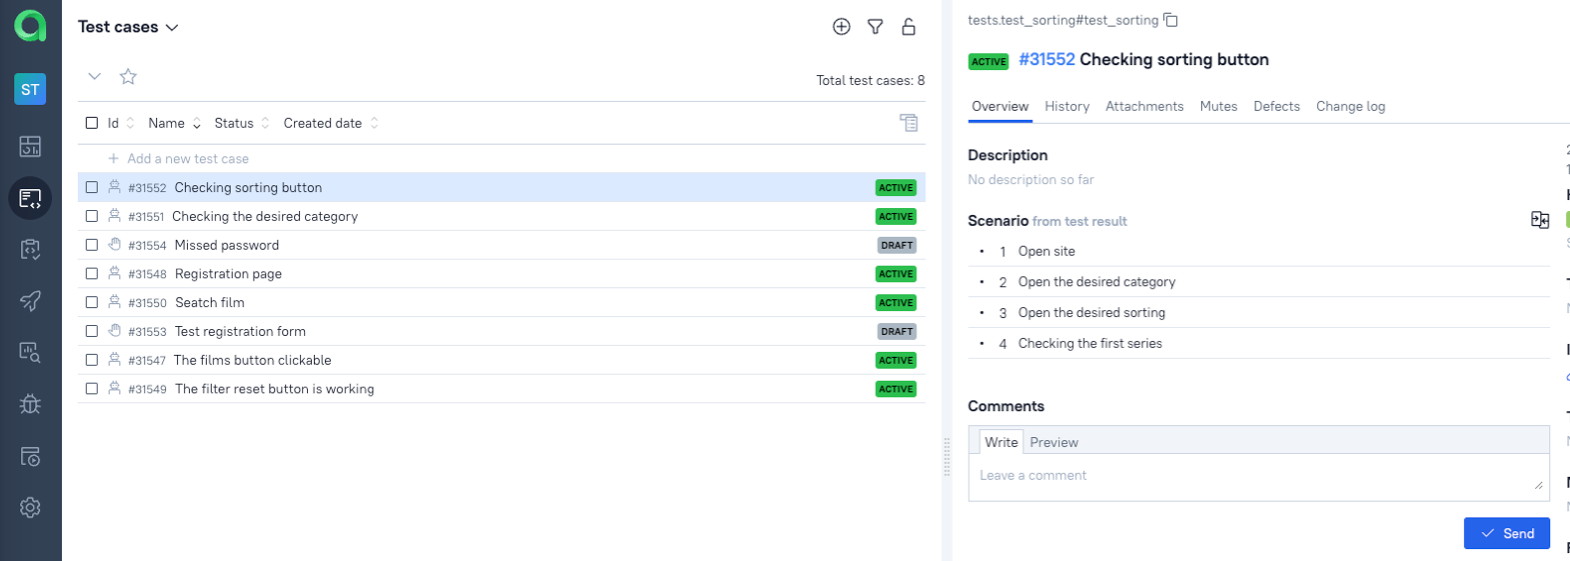 ST
Test cases
Total test cases: 8
Id Name Status Created date
Add a new test case
#31552 Checking sorting button ACTIVE
#31551 Checking the desired category ACTIVE
#31554 Missed password DRAFT
#31548 Registration page ACTIVE
#31550 Seatch film ACTIVE
#31553 Test registration form DRAFT
#31547 The films button clickable ACTIVE
#31549 The filter reset button is working ACTIVE
tests.test_sorting#test_sorting
ACTIVE #31552 Checking sorting button
Overview History Attachments Mutes Defects Change log
Description
No description so far
Scenario from test result
• 1 Open site
• 2 Open the desired category
• 3 Open the desired sorting
• 4 Checking the first series
Comments
Write Preview
Leave a comment
Send